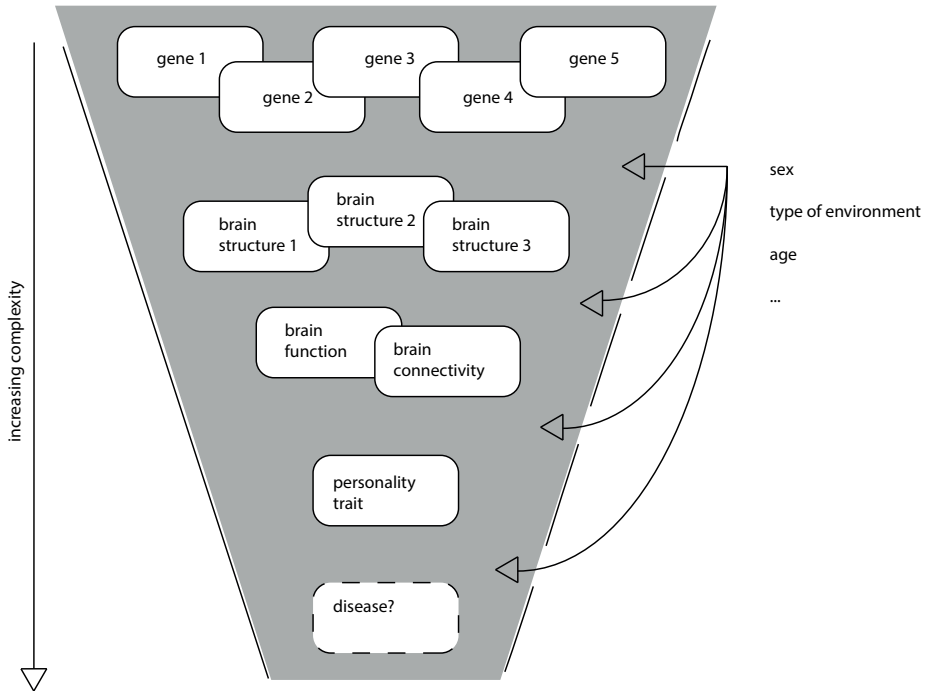 gene 1
gene 3
gene 5
gene 2
gene 4
sex
type of environment
age
...
brain
structure 1
brain
structure 2
brain
structure 3
brain
function
brain
connectivity
increasing complexity
personality
trait
disease?